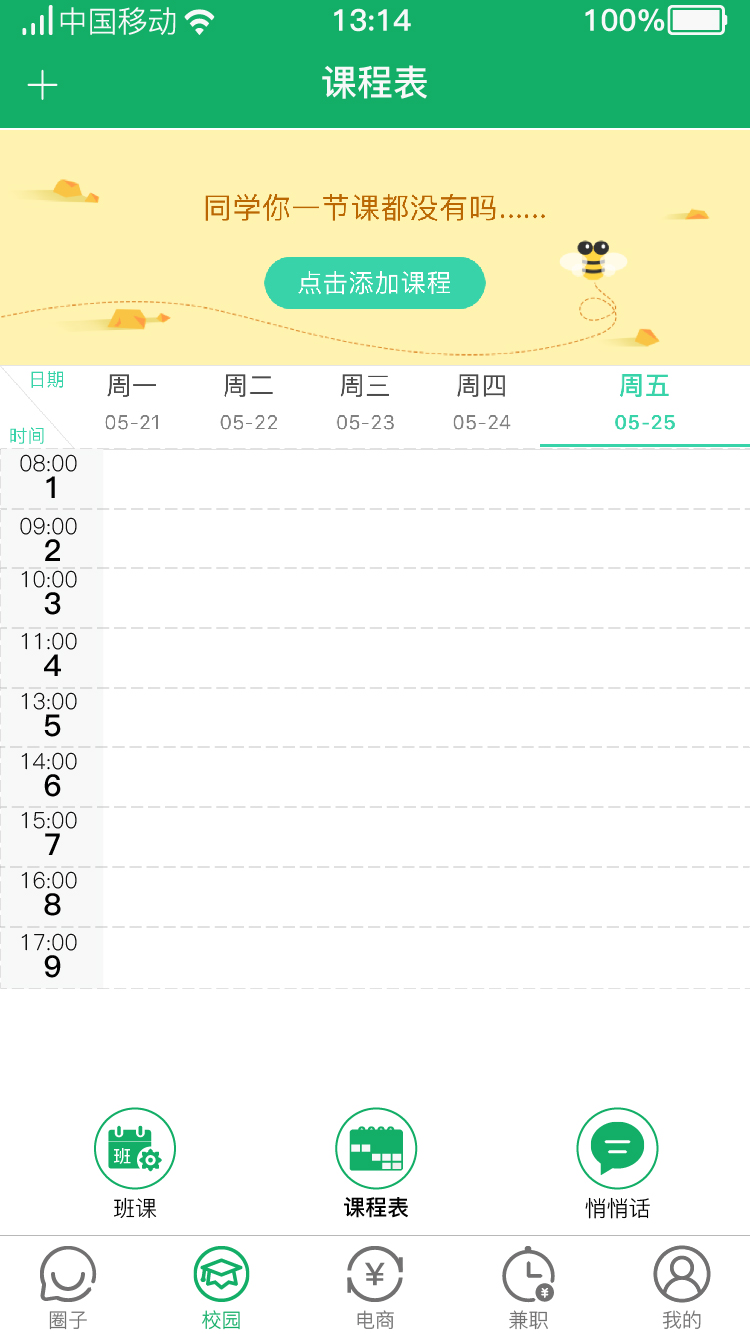 中国移动 13:14 100%
课程表
同学你一节课都没有吗......
点击添加课程
日期 周一 周二 周三 周四 周五
时间 05-21 05-22 05-23 05-24 05-25
08:00
1
09:00
2
10:00
3
11:00
4
13:00
5
14:00
6
15:00
7
16:00
8
17:00
9
班
班课 课程表 悄悄话
¥ ¥
圈子 校园 电商 兼职 我的